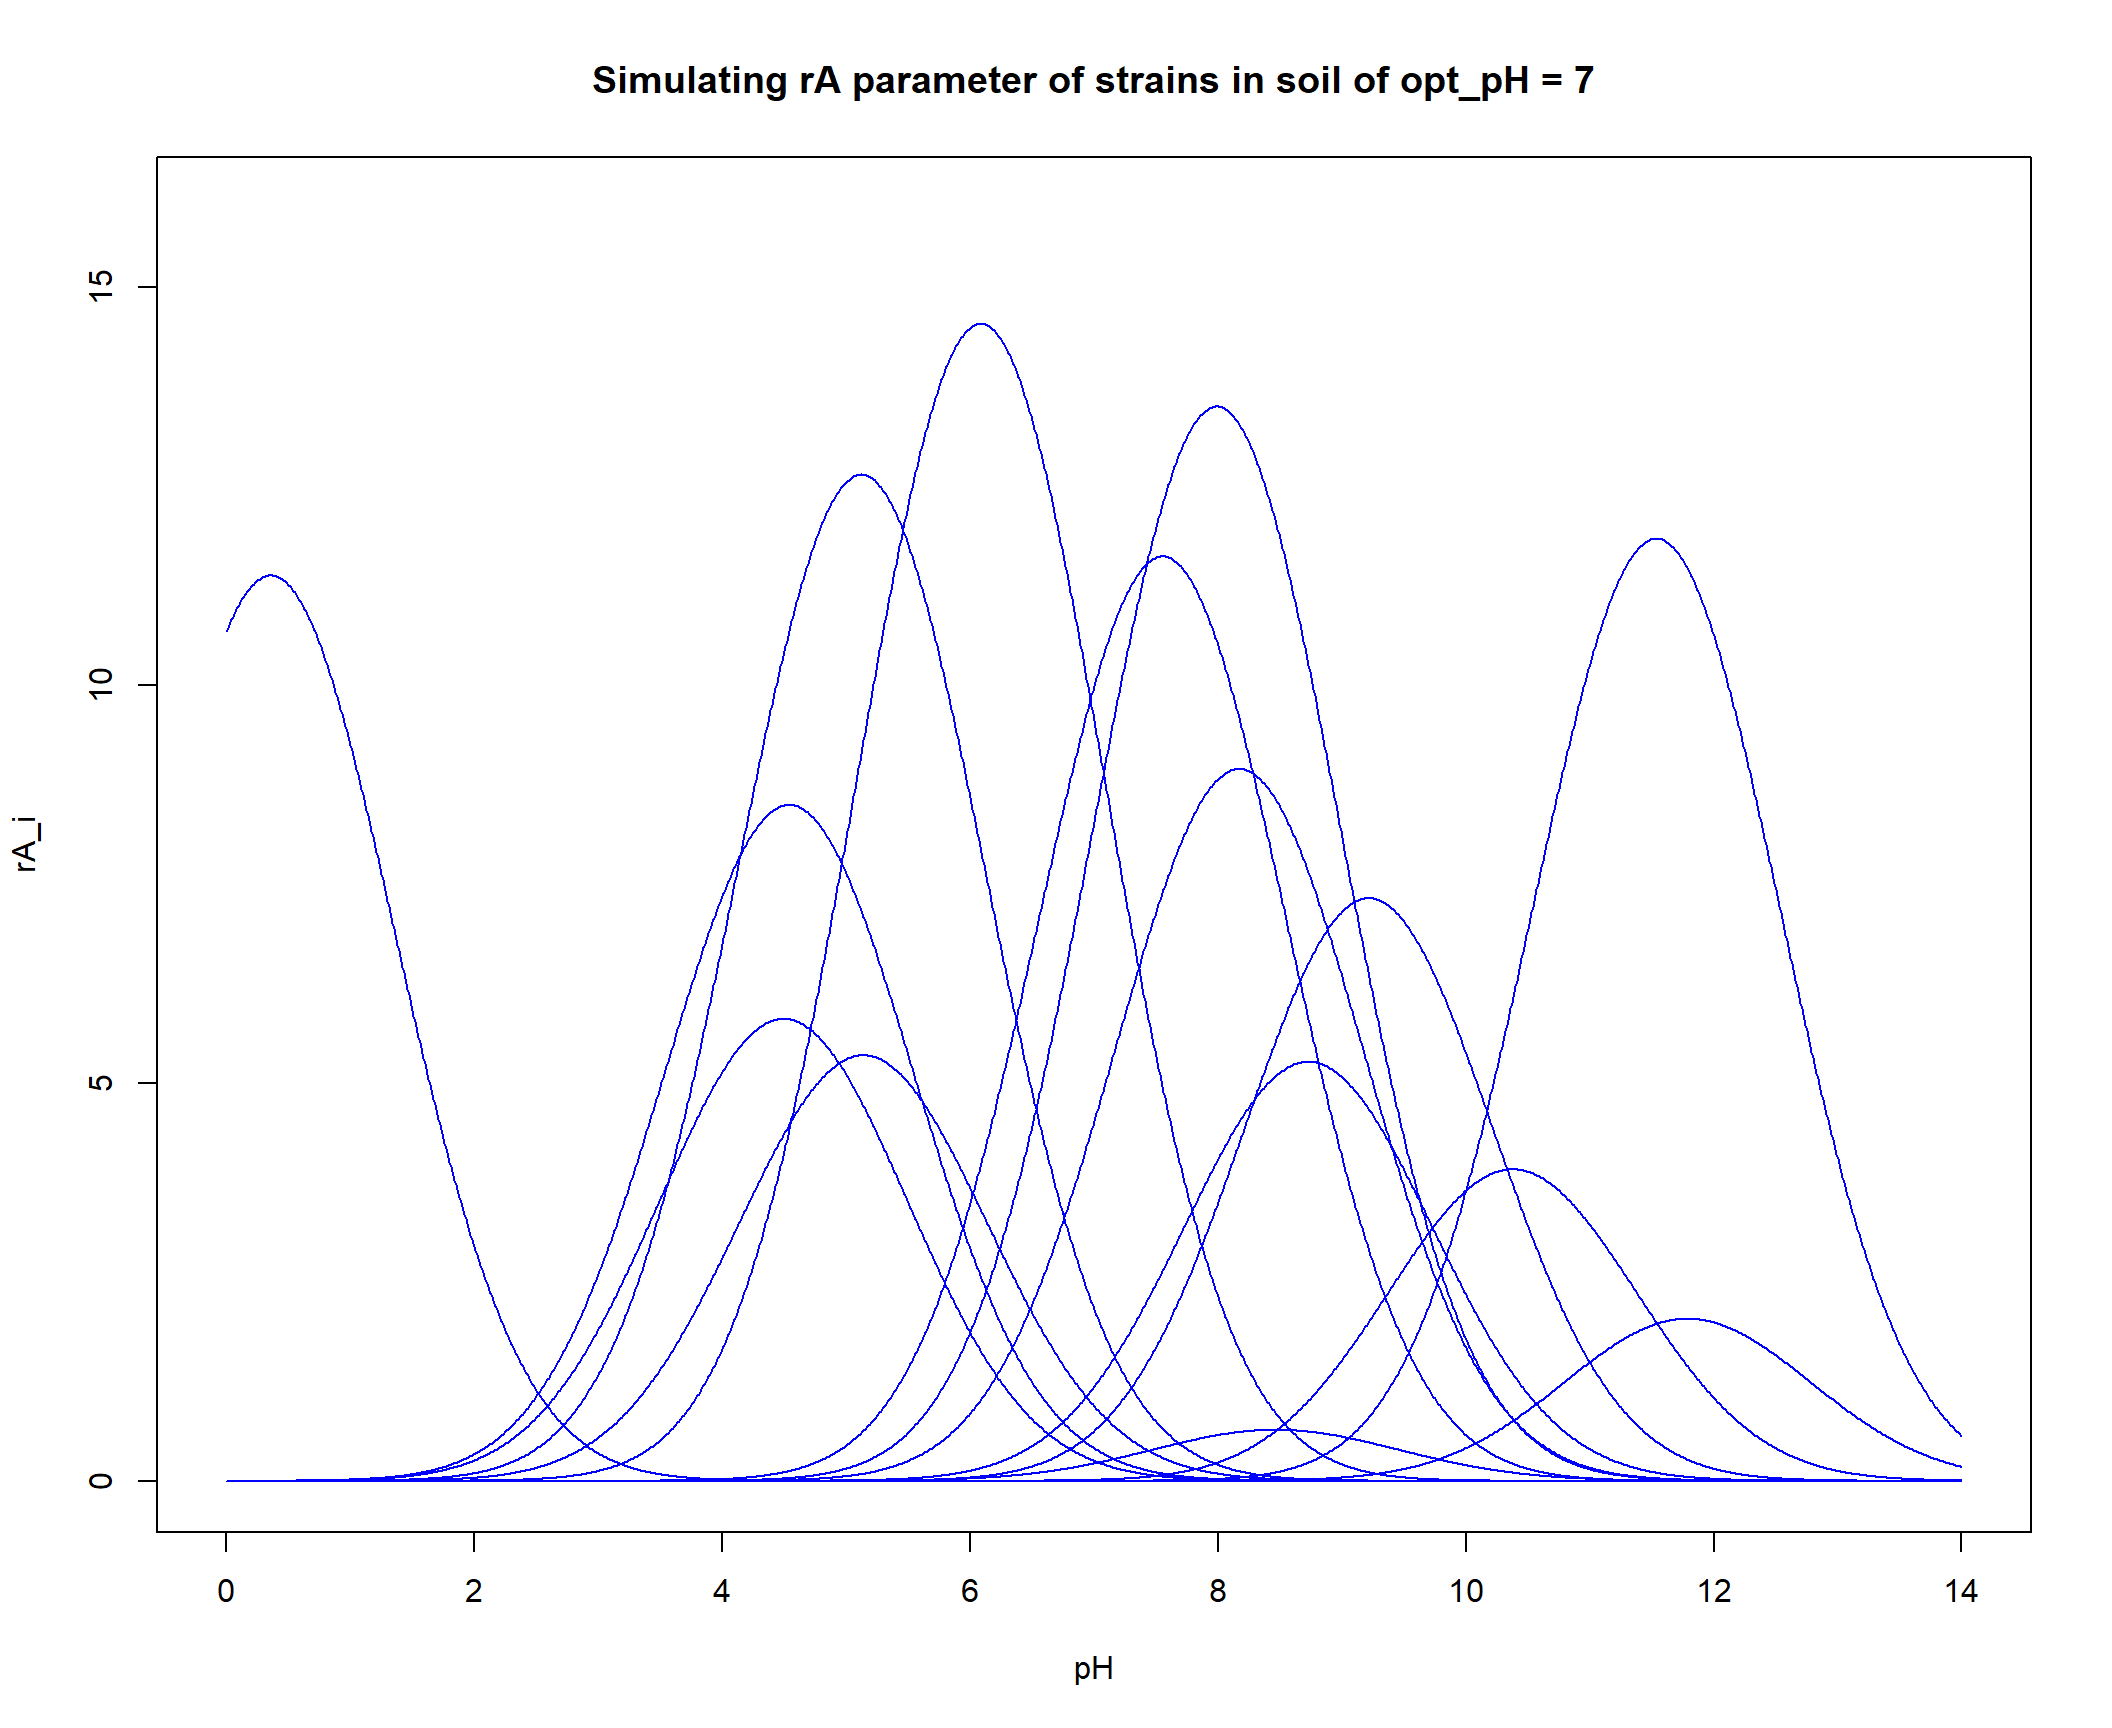 Simulating rA parameter of strains in soil of opt_pH = 7
15
10
5
0
rA_i
0 2 4 6 8 10 12 14
pH